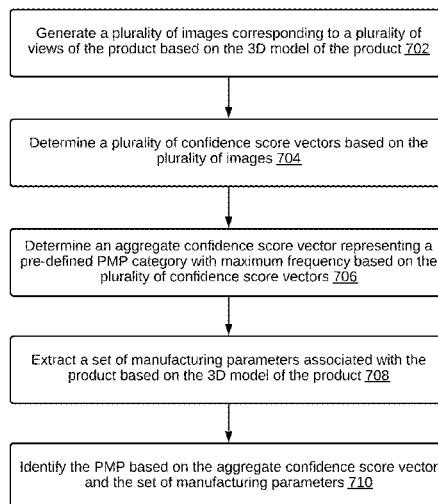 Generate a plurality of images corresponding to a plurality of
views of the product based on the 3D model of the product 702
Determine a plurality of confidence score vectors based on the
plurality of images 704
Determine an aggregate confidence score vector representing a
pre-defined PMP category with maximum frequency based on the
plurality of confidence score vectors 706
Extract a set of manufacturing parameters associated with the
product based on the 3D model of the product 708
Identify the PMP based on the aggregate confidence score vector
and the set of manufacturing parameters 710